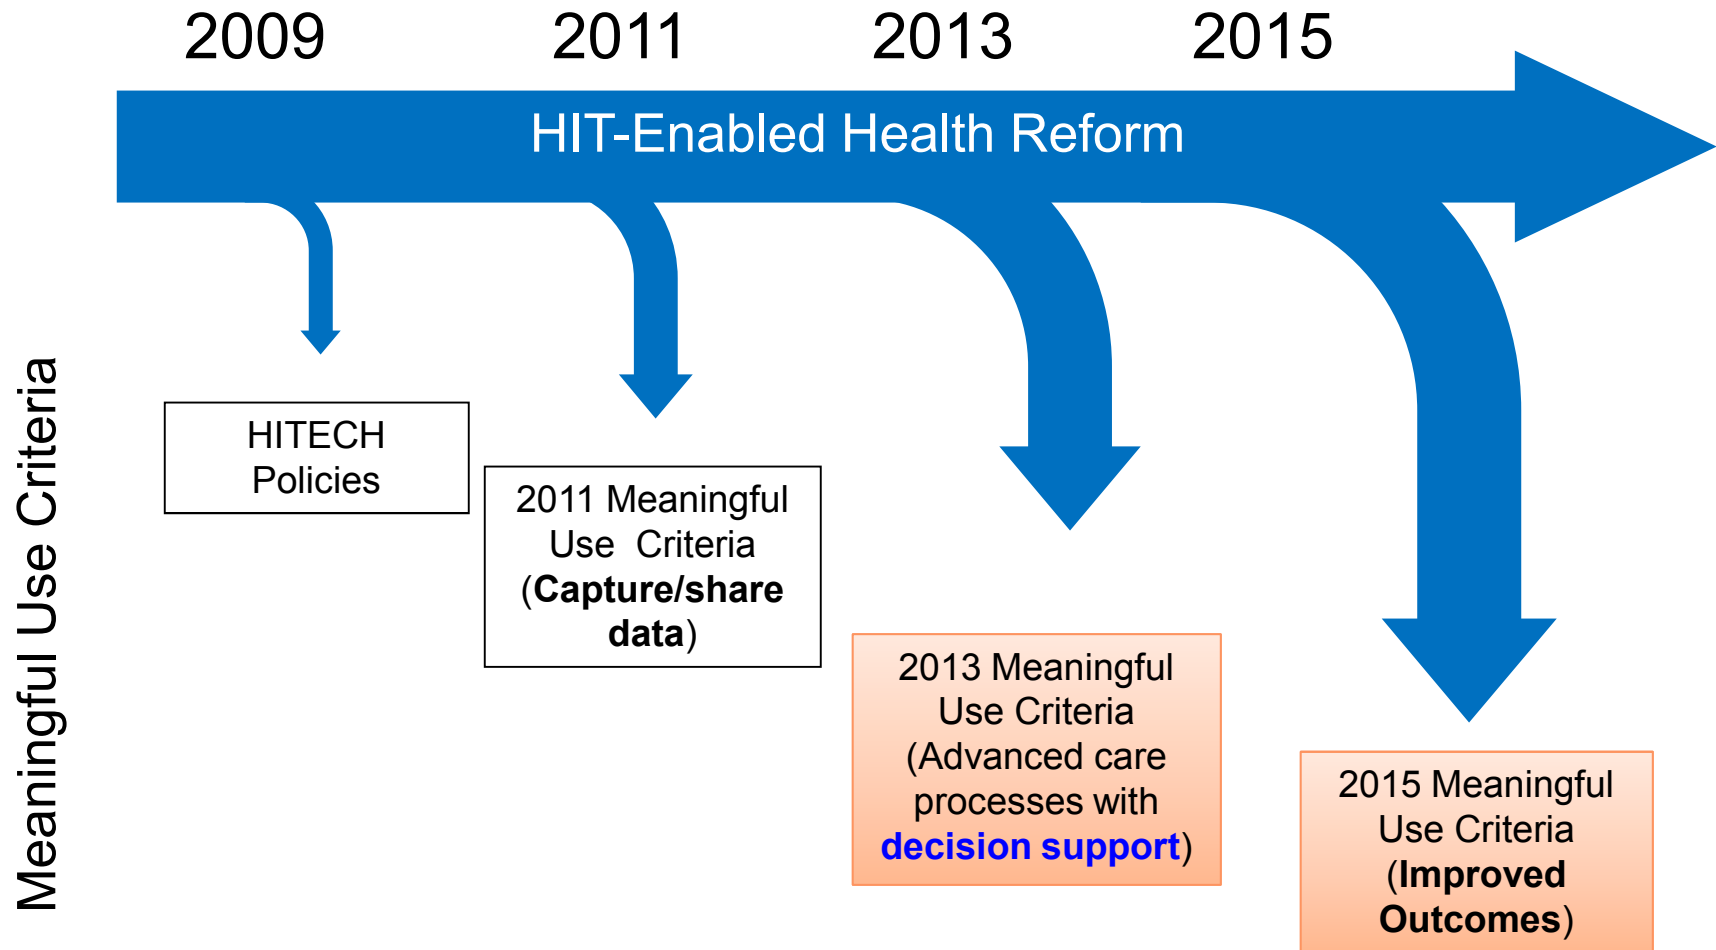 2009 2011 2013 2015
HIT-Enabled Health Reform
Meaningful Use Criteria
HITECH
Policies
2011 Meaningful
Use Criteria
(Capture/share
data)
2013 Meaningful
Use Criteria
(Advanced care
processes with
decision support)
2015 Meaningful
Use Criteria
(Improved
Outcomes)